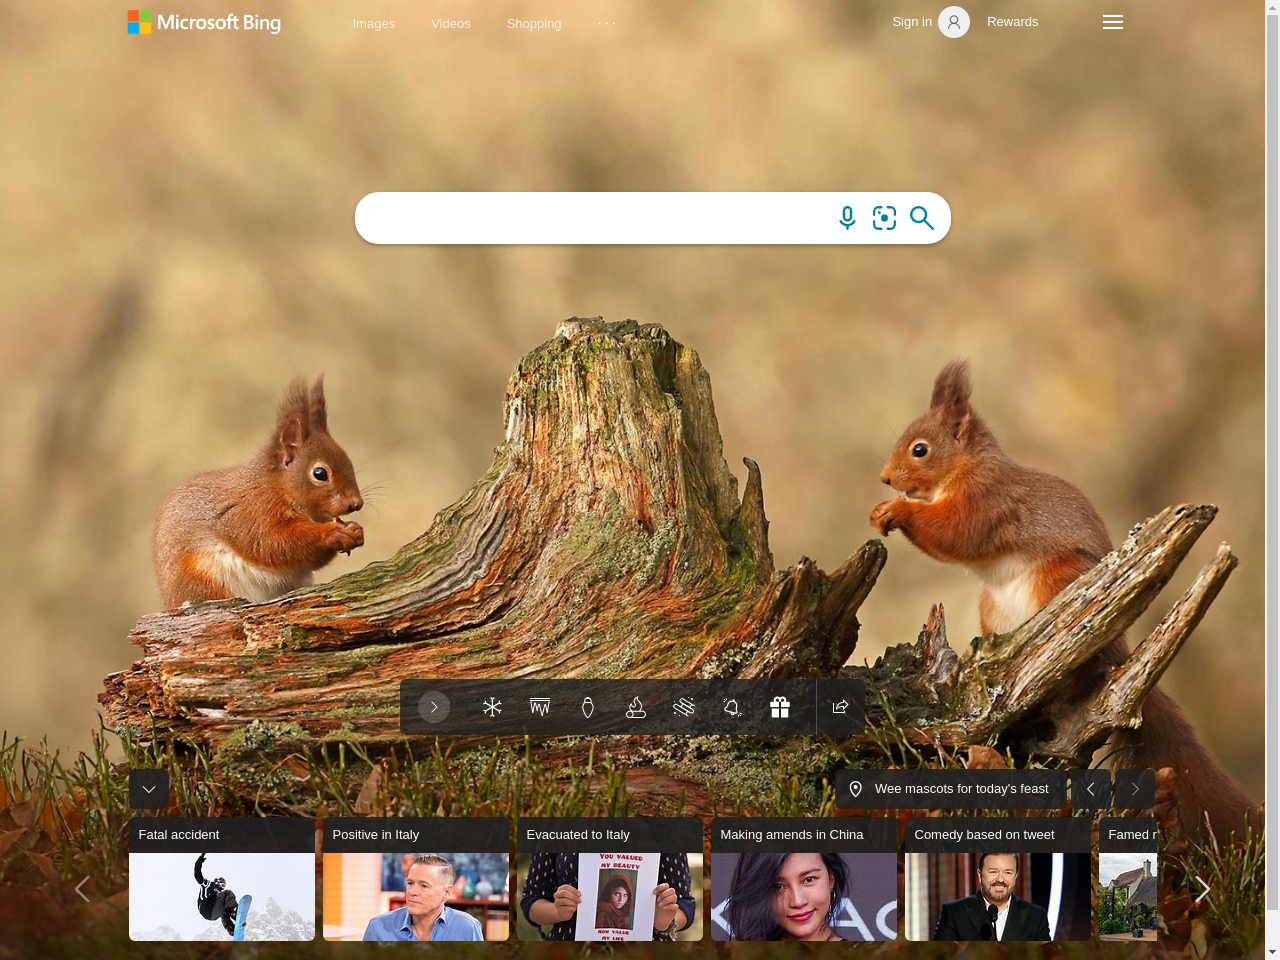 Microsoft Bing
Images
Videos
Shopping
Sign in
Rewards
Wee mascots for today's feast
Fatal accident
Positive in Italy
Evacuated to Italy
Making amends in China
Comedy based on tweet
Famed
YOU VALUED
MY BEAUTY
NOW VALUE
MY LIFE